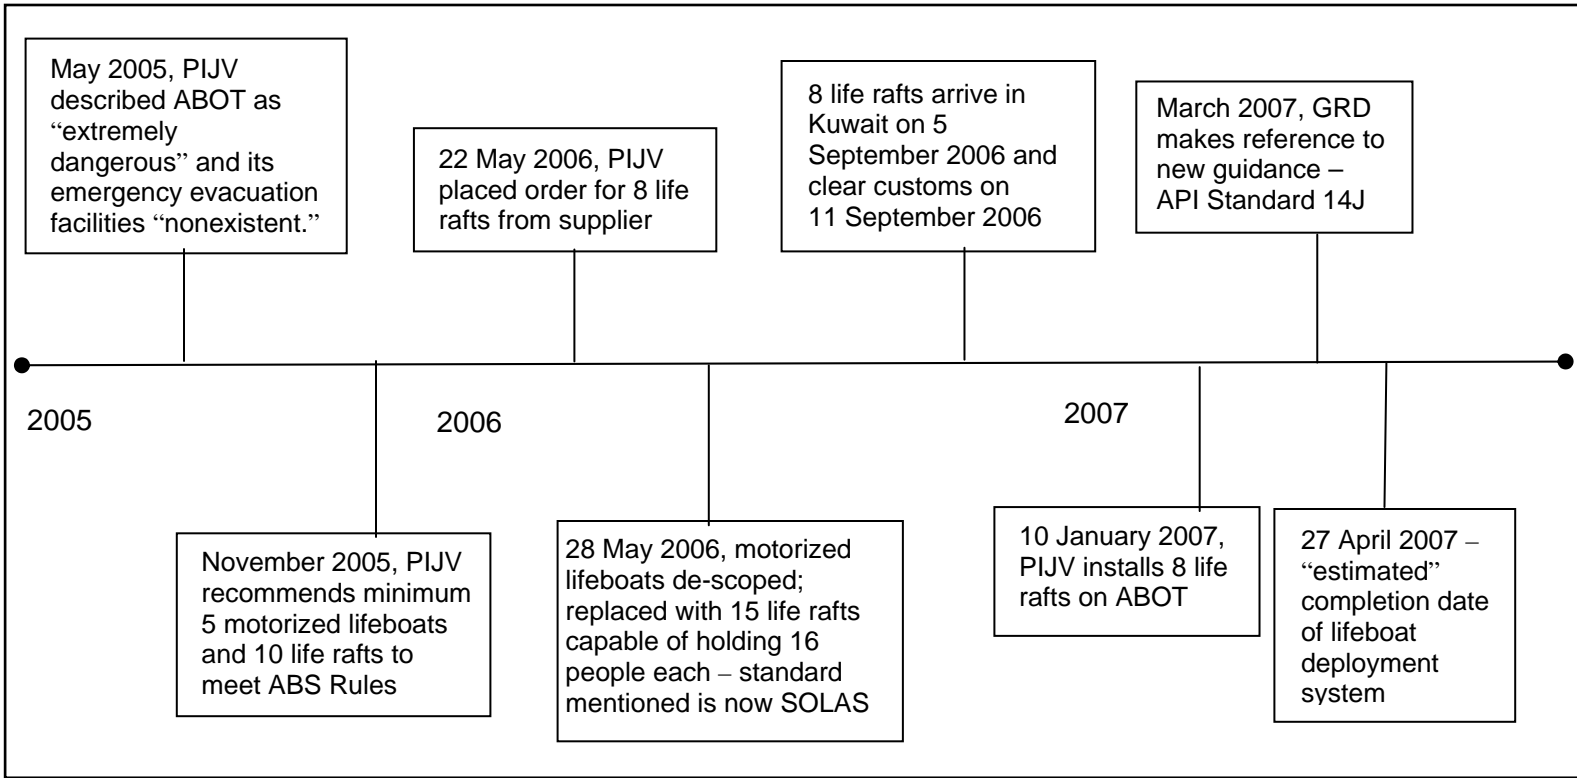 May 2005, PIJV
described ABOT as
“extremely
dangerous” and its
emergency evacuation
facilities “nonexistent.”
22 May 2006, PIJV
placed order for 8 life
rafts from supplier
8 life rafts arrive in
Kuwait on 5
September 2006 and
clear customs on
11 September 2006
March 2007, GRD
makes reference to
new guidance –
API Standard 14J
2005
2006
2007
November 2005, PIJV
recommends minimum
5 motorized lifeboats
and 10 life rafts to
meet ABS Rules
28 May 2006, motorized
lifeboats de-scoped;
replaced with 15 life rafts
capable of holding 16
people each – standard
mentioned is now SOLAS
10 January 2007,
PIJV installs 8 life
rafts on ABOT
27 April 2007 –
“estimated”
completion date
of lifeboat
deployment
system